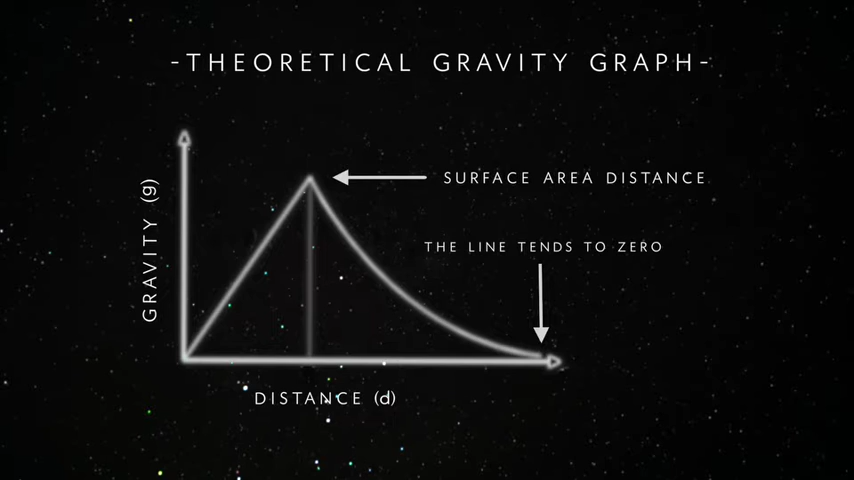 -THEORETICAL GRAVITY GRAPH-
SURFACE AREA DISTANCE
THE LINE TENDS TO ZERO
GRAVITY (g)
DISTANCE (d)